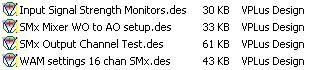 Input Signal Strength Monitors.des 30 KB VPLus Design
SMx Mixer WO to AO setup.des 33 KB VPLus Design
SMx Output Channel Test.des 61 KB VPLus Design
WAM settings 16 chan SMx.des 43 KB VPLus Design